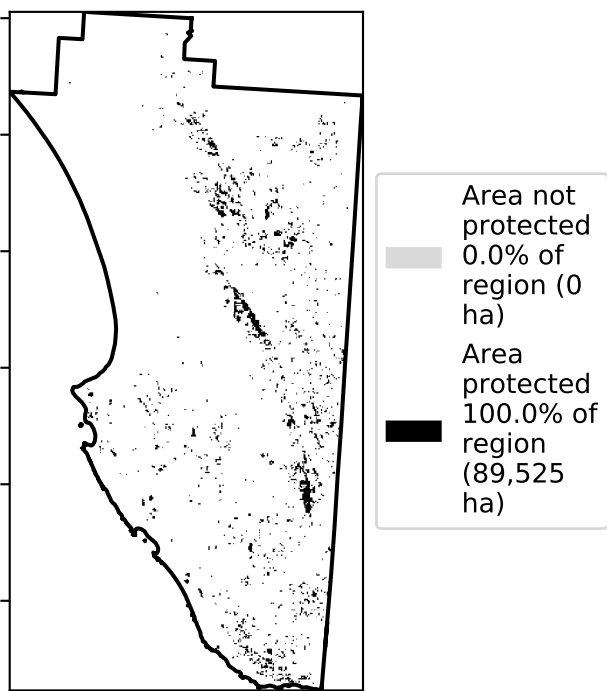 Area not
protected
0.0% of
region (0
ha)
Area
protected
100.0% of
region
(89,525
ha)